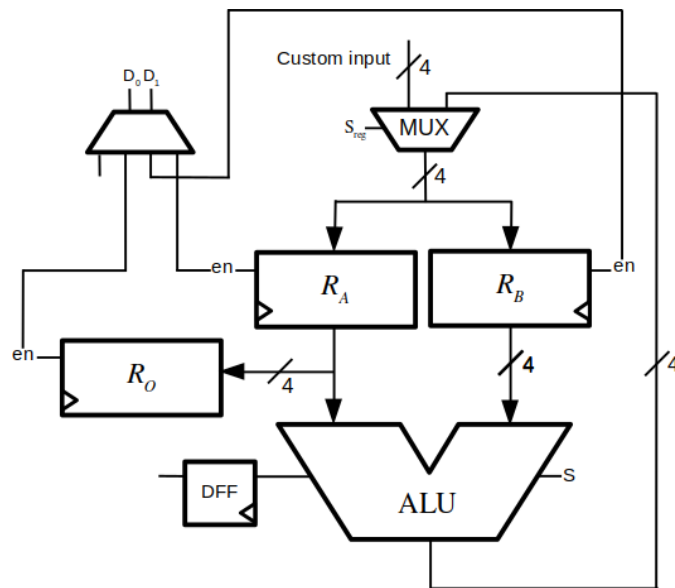 Custom input
4
D0 D1
MUX
Sreg
4
en
RA
RB
en
en
RO
4
4
4
DFF
ALU
S